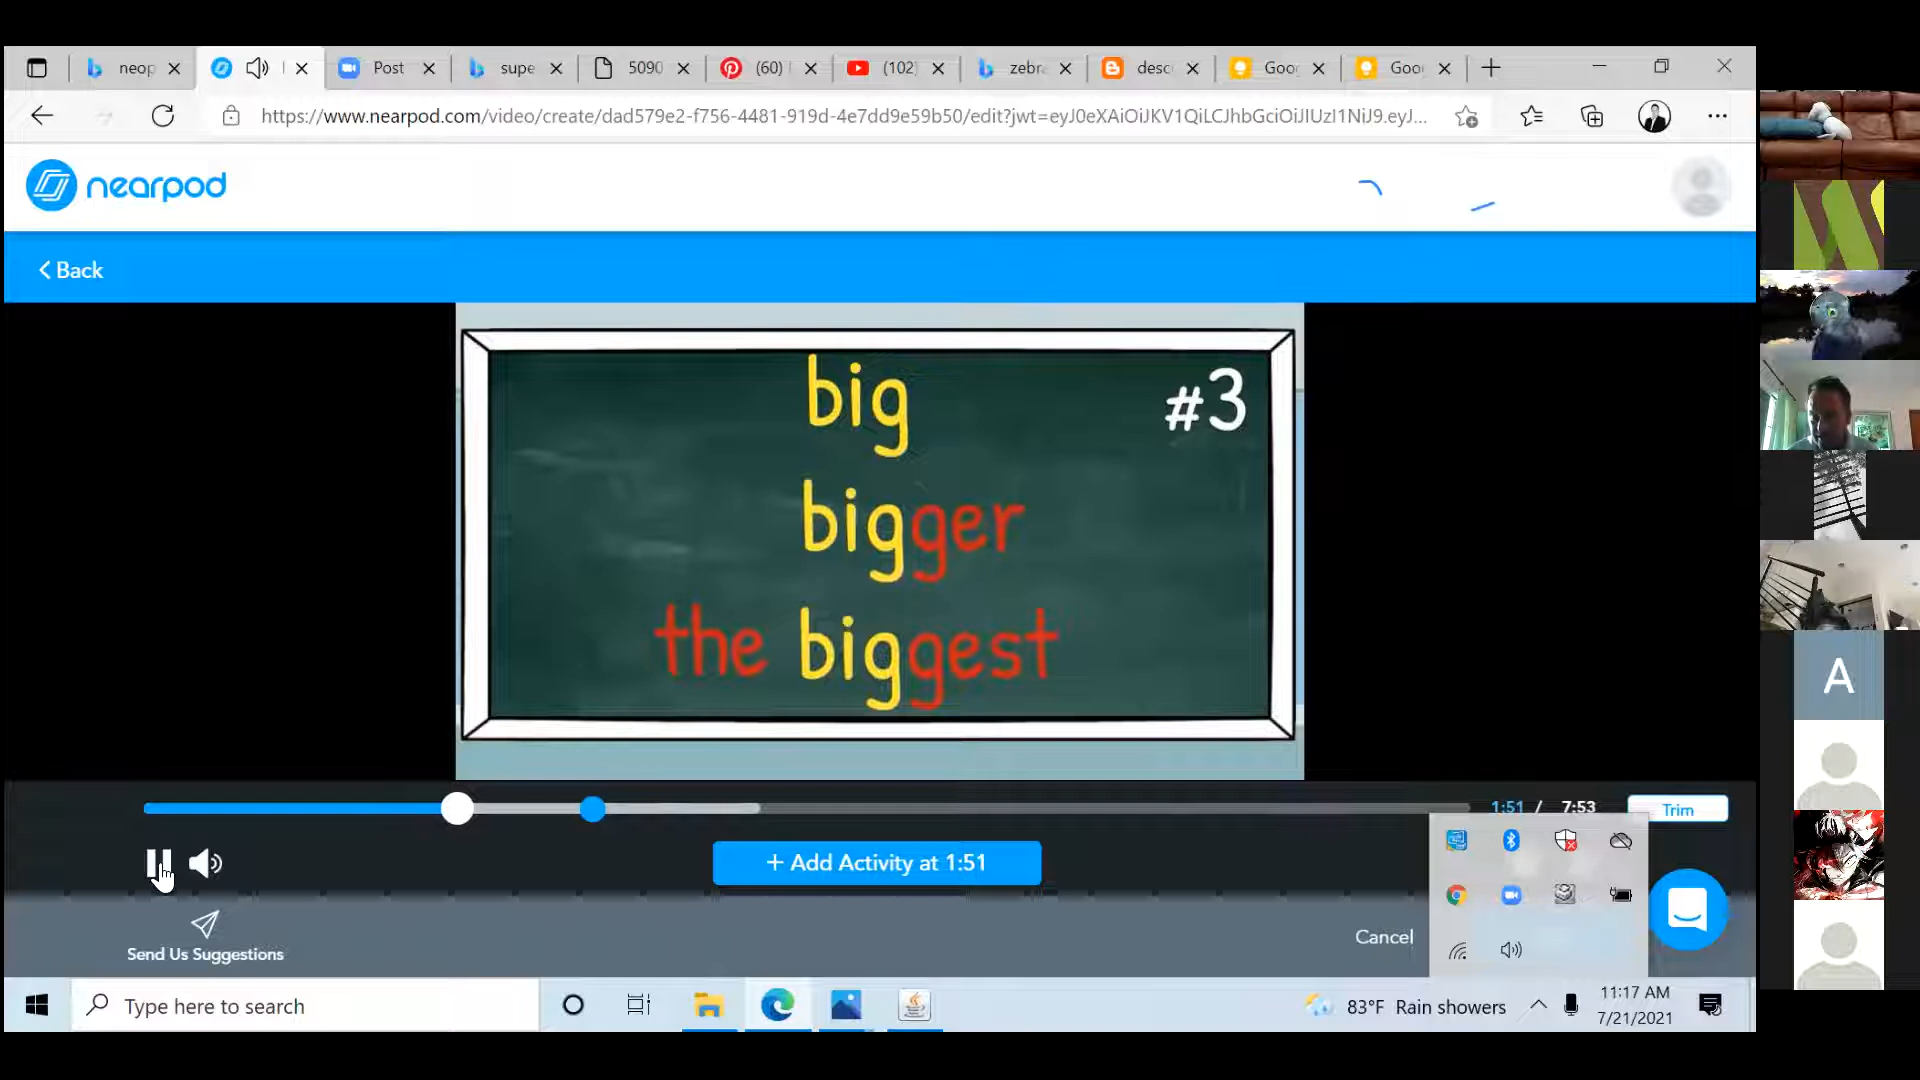 neop
Post
supe
5090
(60)
(102)
zebr
desc
Goo
Goo
https://www.nearpod.com/video/create/dad579e2-f756-4481-919d-4e7dd9e59b50/edit?jwt=eyJ0eXAiOiJKV1QiLCJhbGciOiJIUzI1NiJ9.eyJ...
nearpod
Back
big
#3
bigger
the biggest
1:51 / 7:53
Trim
+ Add Activity at 1:51
Send Us Suggestions
Cancel
A
Type here to search
83°F Rain showers
11:17 AM
7/21/2021